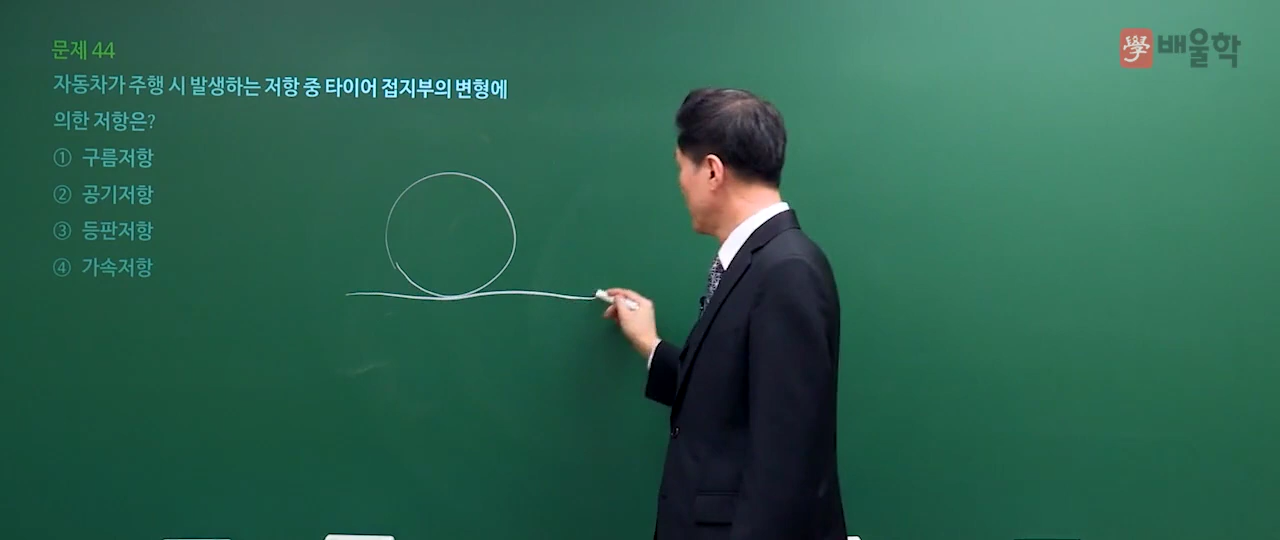 문제 44
자동차가 주행 시 발생하는 저항 중 타이어 접지부의 변형에
의한 저항은?
① 구름저항
② 공기저항
③ 등판저항
④ 가속저항
學 배울학